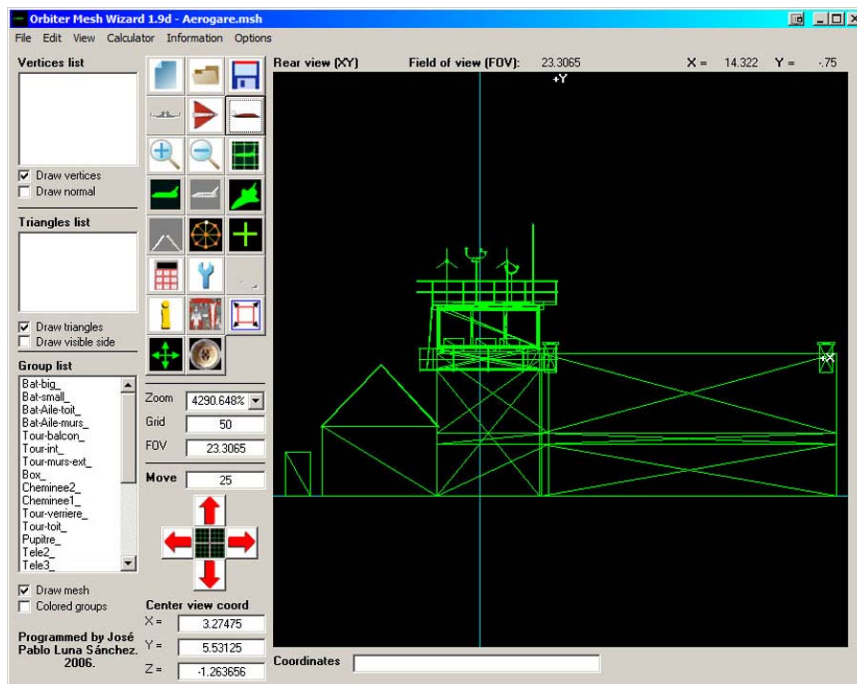 Orbiter Mesh Wizard 1.9d - Aerogare.msh
File Edit View Calculator Information Options
Vertices list
Draw vertices
Draw normal
Triangles list
Draw triangles
Draw visible side
Group list
Bat-big_
Bat-small_
Bat-Aile-toit_
Bat-Aile-murs_
Tour-balcon_
Tour-int_
Tour-murs-ext_
Box_
Cheminee2_
Cheminee1_
Tour-verriere_
Tour-toit_
Pupitre_
Tele2_
Tele3_
Draw mesh
Colored groups
Programmed by José
Pablo Luna Sánchez.
2006.
Zoom 4290.648%
Grid 50
FOV 23.3065
Move 25
Center view coord
X = 3.27475
Y = 5.53125
Z = -1.263656
Rear view (XY) Field of view (FOV): 23.3065 X = 14.322 Y = -.75
+Y
+X
Coordinates